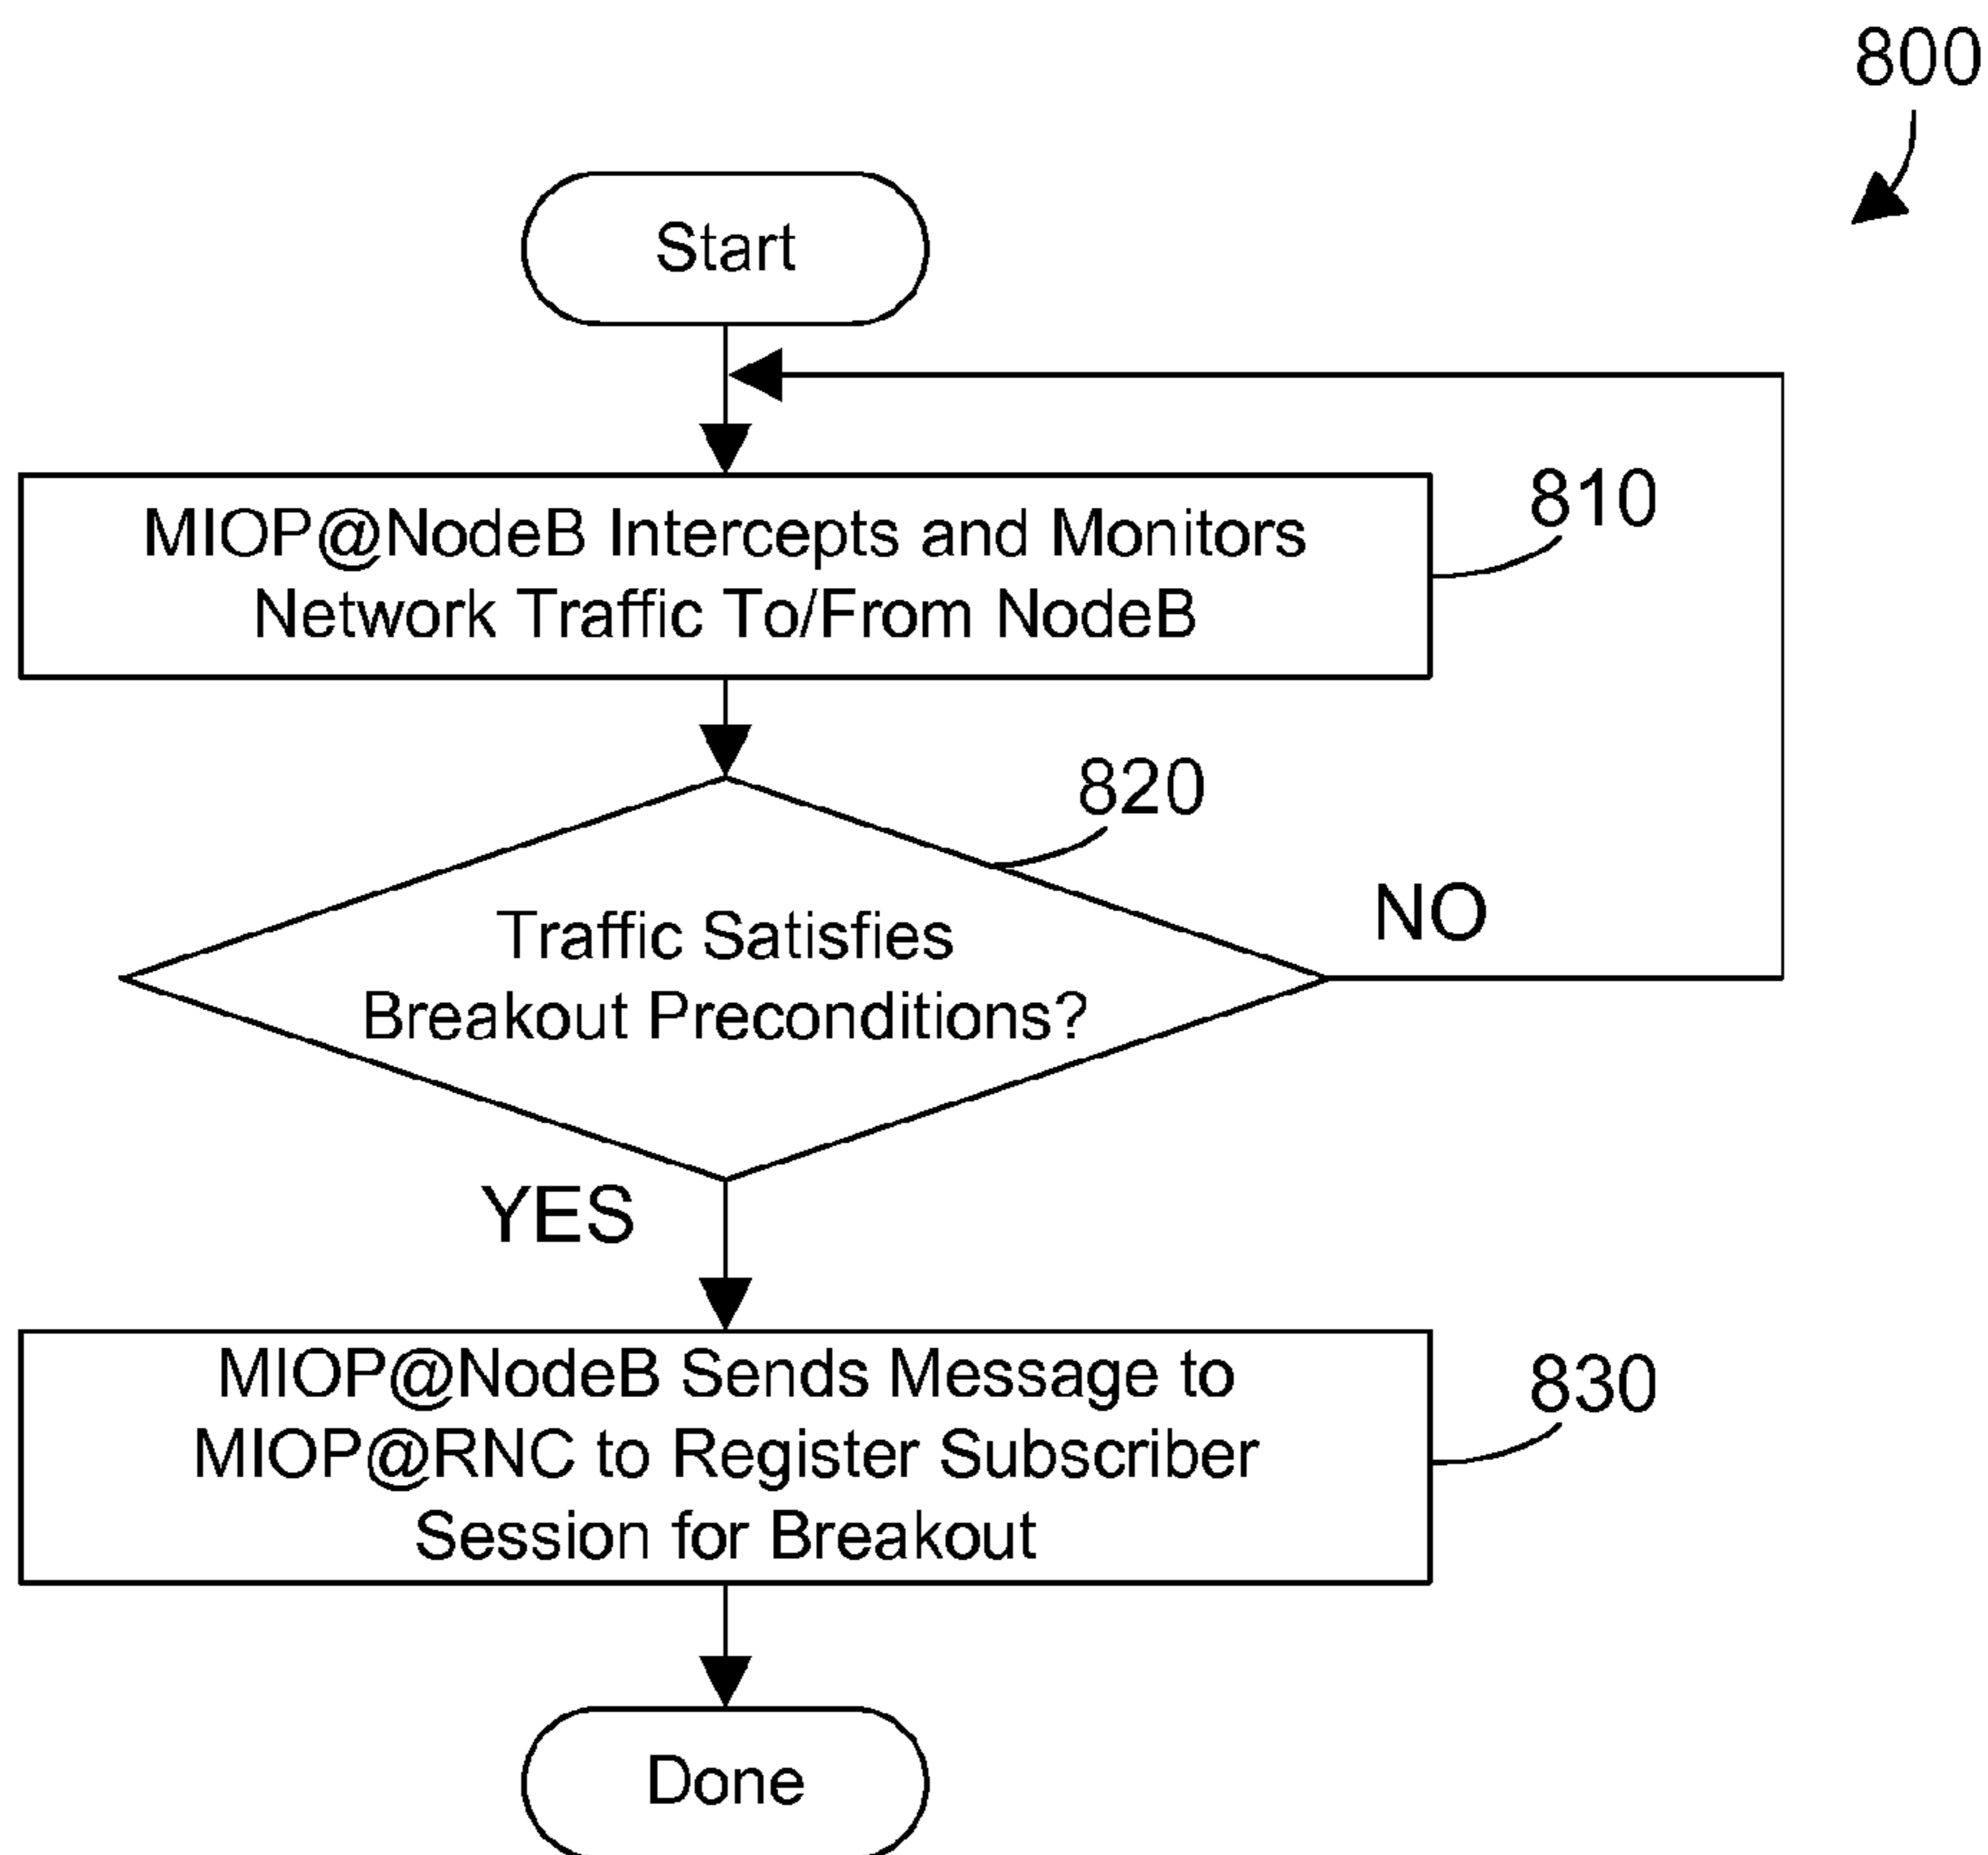 800
Start
MIOP@NodeB Intercepts and Monitors
Network Traffic To/From NodeB
810
820
Traffic Satisfies
Breakout Preconditions?
NO
YES
MIOP@NodeB Sends Message to
MIOP@RNC to Register Subscriber
Session for Breakout
830
Done